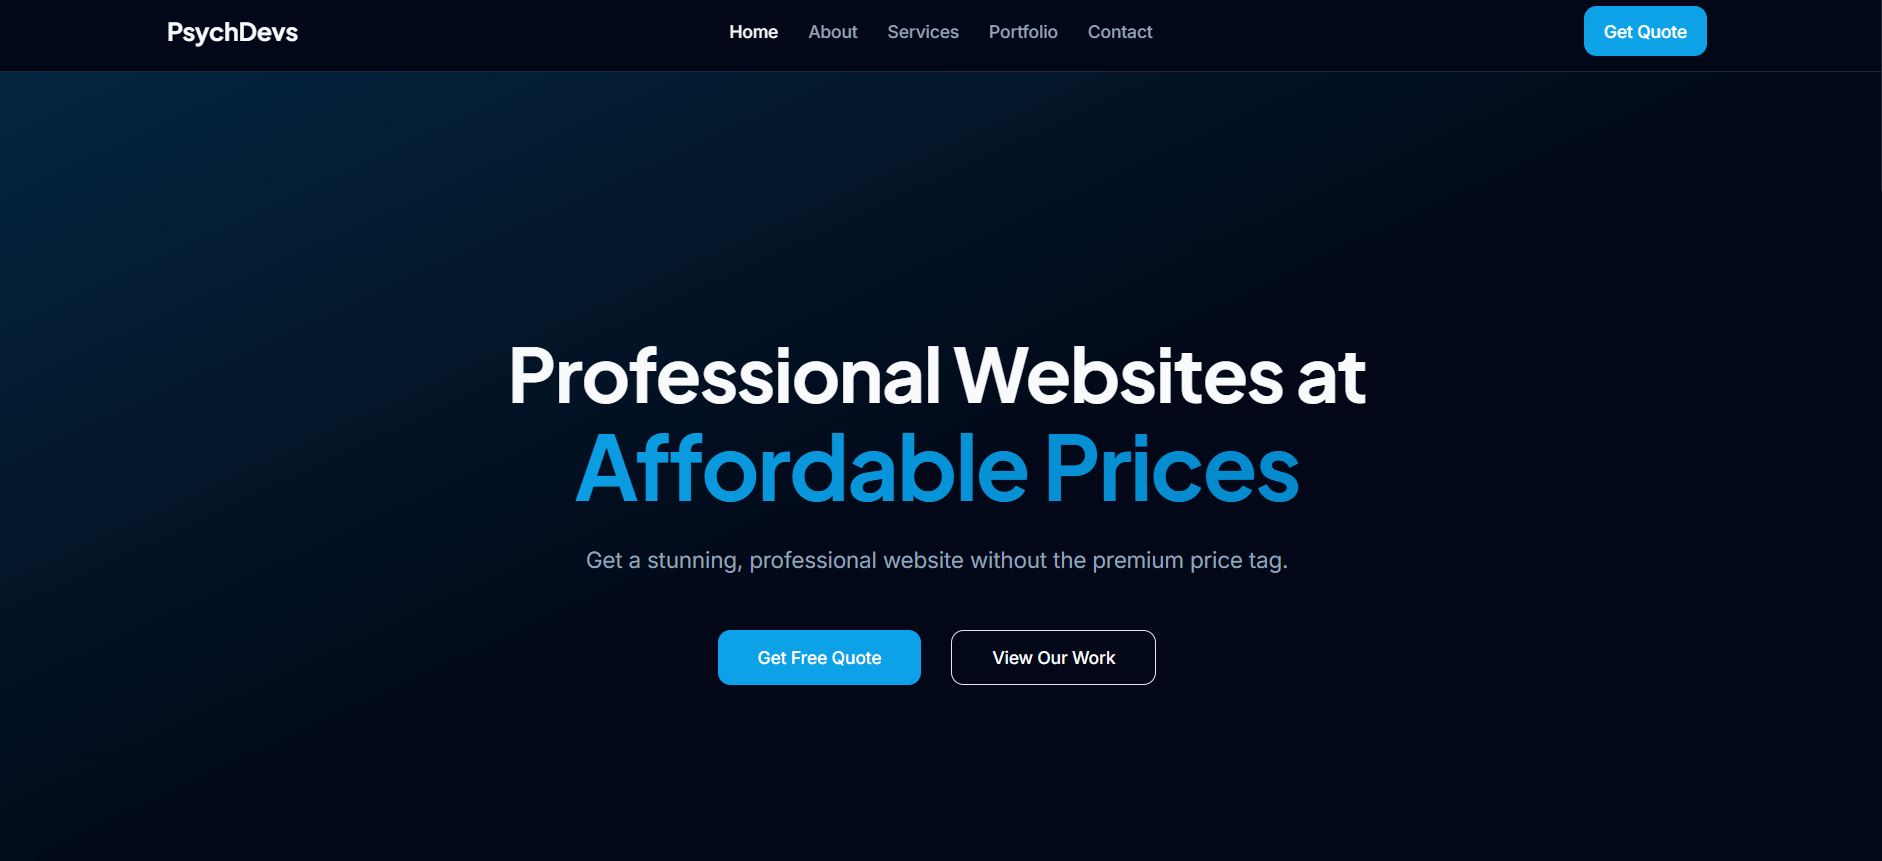 PsychDevs
Home
About
Services
Portfolio
Contact
Get Quote
Professional Websites at
Affordable Prices
Get a stunning, professional website without the premium price tag.
Get Free Quote
View Our Work